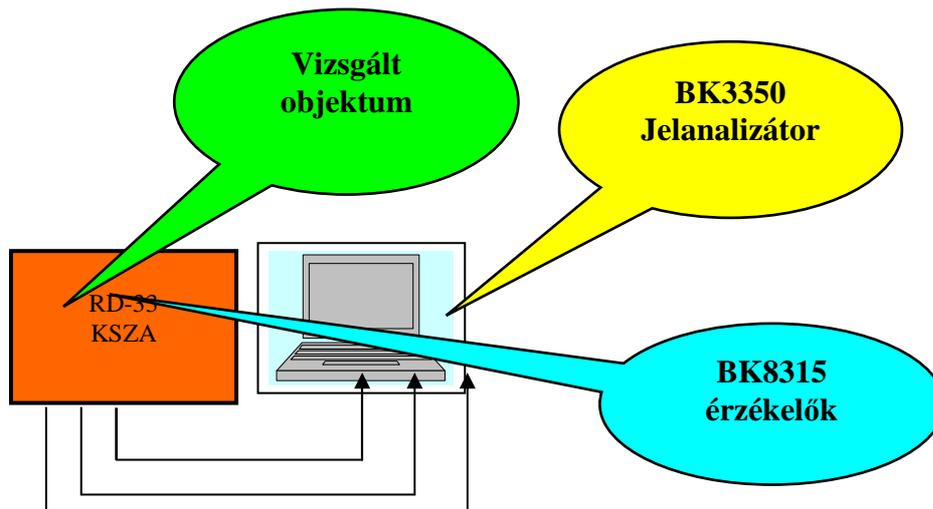 Vizsgált
objektum
BK3350
Jelanalizátor
RD-33
KSZA
BK8315
érzékelők